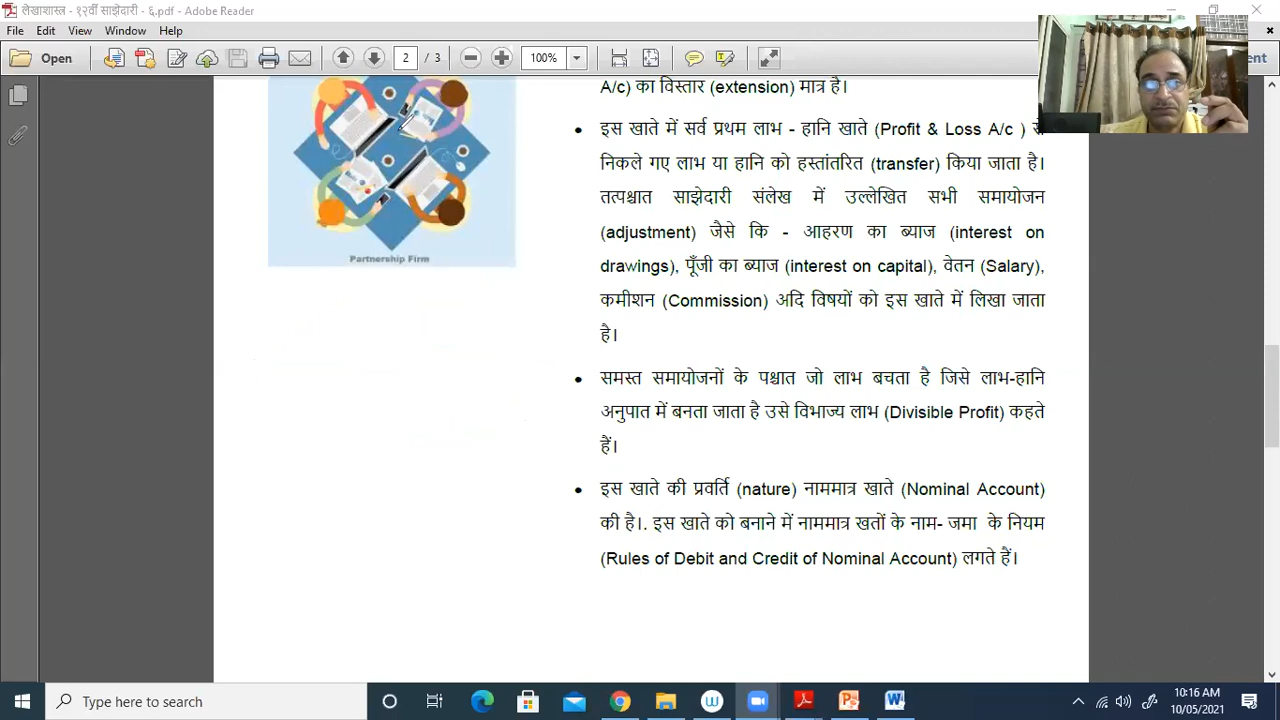 लेखाशास्त्र - १२वीं साझेदारी - ६.pdf - Adobe Reader
File Edit View Window Help
Open 2 / 3 100%
A/c) का विस्तार (extension) मात्र है।
• इस खाते में सर्व प्रथम लाभ - हानि खाते (Profit & Loss A/c )
निकले गए लाभ या हानि को हस्तांतरित (transfer) किया जाता है।
तत्पश्चात साझेदारी संलेख में उल्लेखित सभी समायोजन
(adjustment) जैसे कि - आहरण का ब्याज (interest on
drawings), पूँजी का ब्याज (interest on capital), वेतन (Salary),
कमीशन (Commission) अदि विषयों को इस खाते में लिखा जाता
है।
Partnership Firm
• समस्त समायोजनों के पश्चात जो लाभ बचता है जिसे लाभ-हानि
अनुपात में बनता जाता है उसे विभाज्य लाभ (Divisible Profit) कहते
हैं।
• इस खाते की प्रवर्ति (nature) नाममात्र खाते (Nominal Account)
की है।. इस खाते को बनाने में नाममात्र खतों के नाम- जमा के नियम
(Rules of Debit and Credit of Nominal Account) लगते हैं।
Type here to search
10:16 AM
10/05/2021